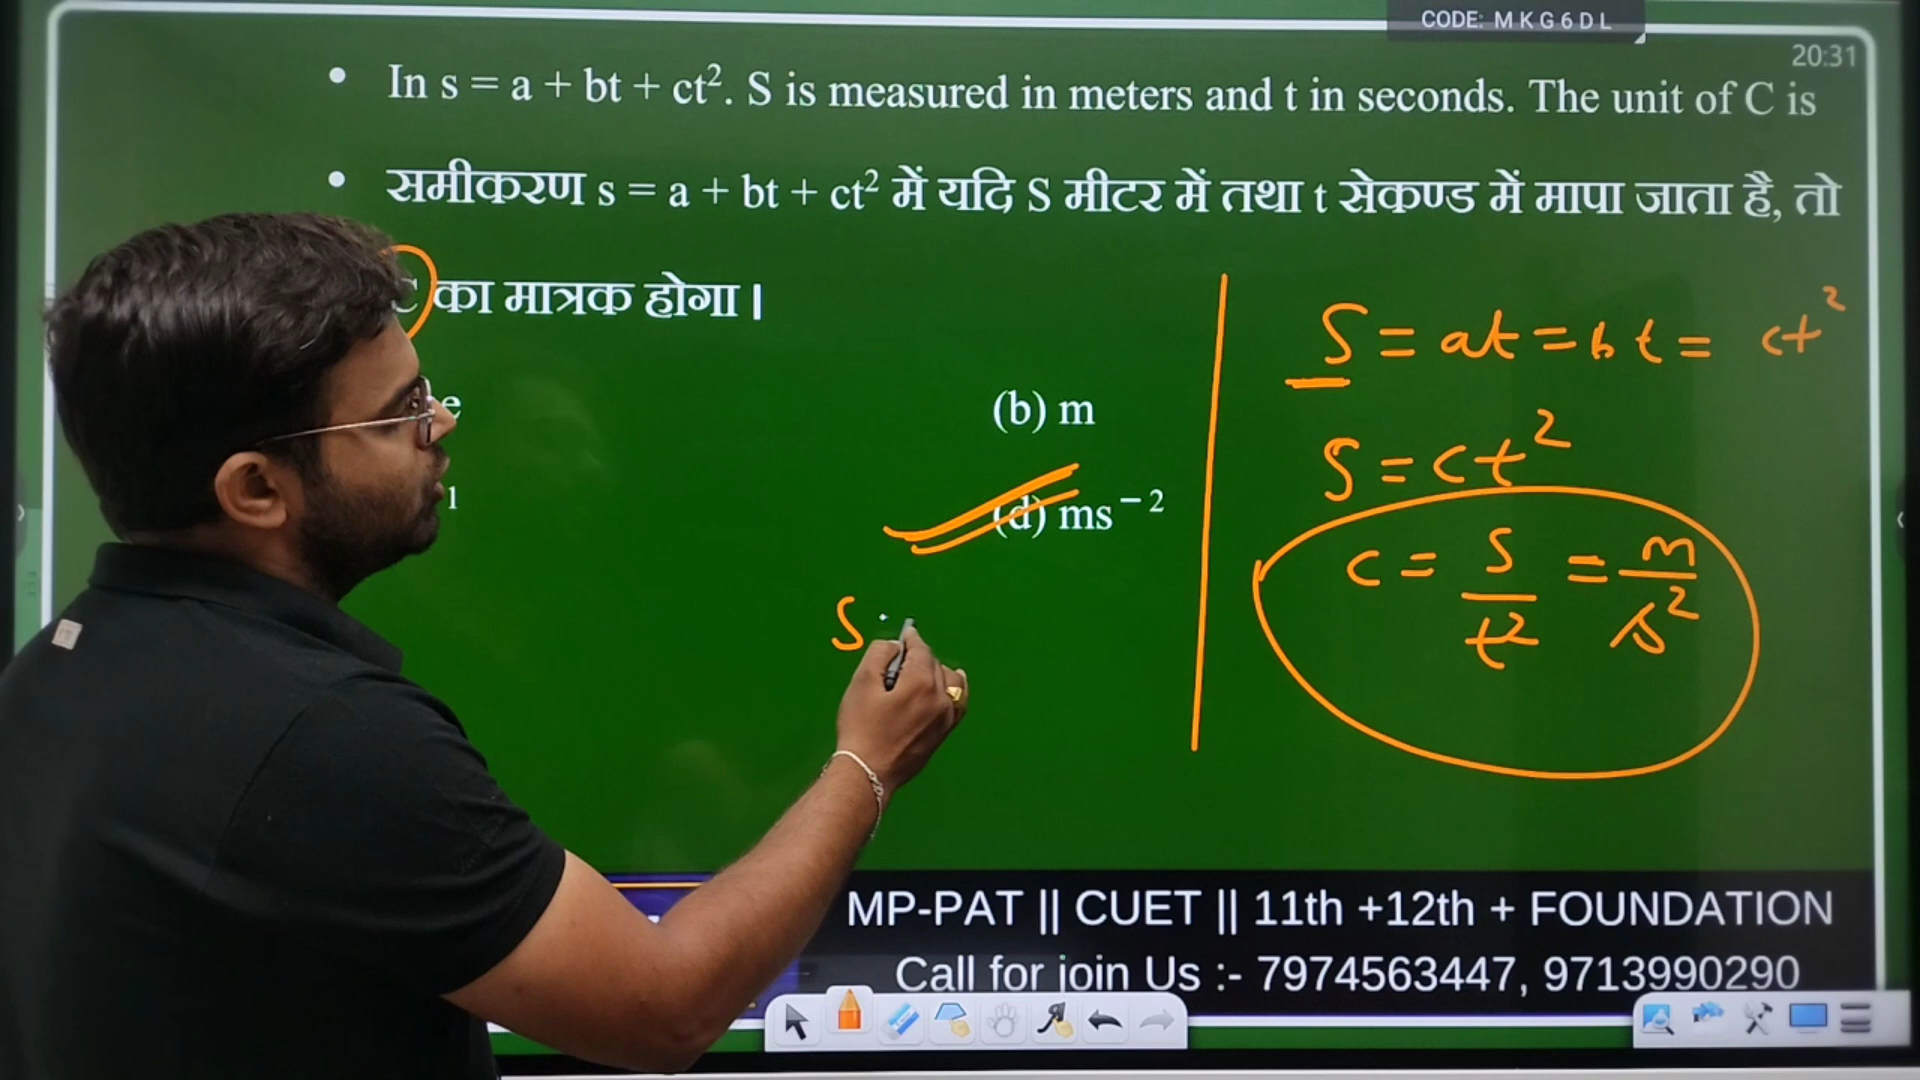 CODE: MKG6DL
20:31
• In s = a + bt + ct². S is measured in meters and t in seconds. The unit of C is
• समीकरण s = a + bt + ct² में यदि S मीटर में तथा t सेकण्ड में मापा जाता है, तो
C का मात्रक होगा।
e
(b) m
1
(d) ms⁻²
S = at = bt = ct²
S = ct²
c = s/t² = m/s²
S
MP-PAT || CUET || 11th +12th + FOUNDATION
Call for join Us :- 7974563447, 9713990290